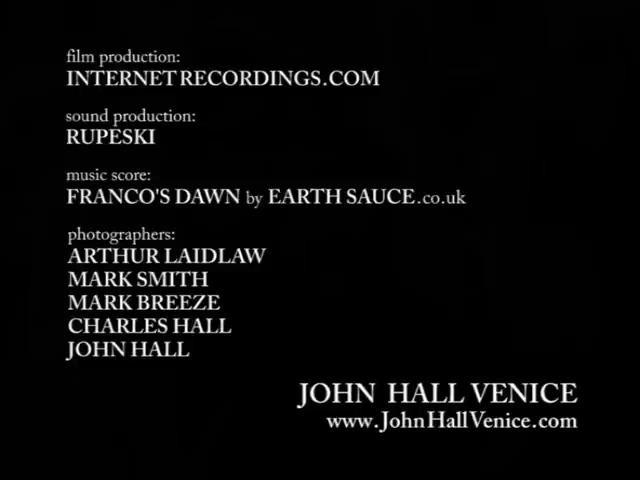 film production:
INTERNET RECORDINGS.COM
sound production:
RUPESKI
music score:
FRANCO'S DAWN by EARTH SAUCE.co.uk
photographers:
ARTHUR LAIDLAW
MARK SMITH
MARK BREEZE
CHARLES HALL
JOHN HALL
JOHN HALL VENICE
www.JohnHallVenice.com